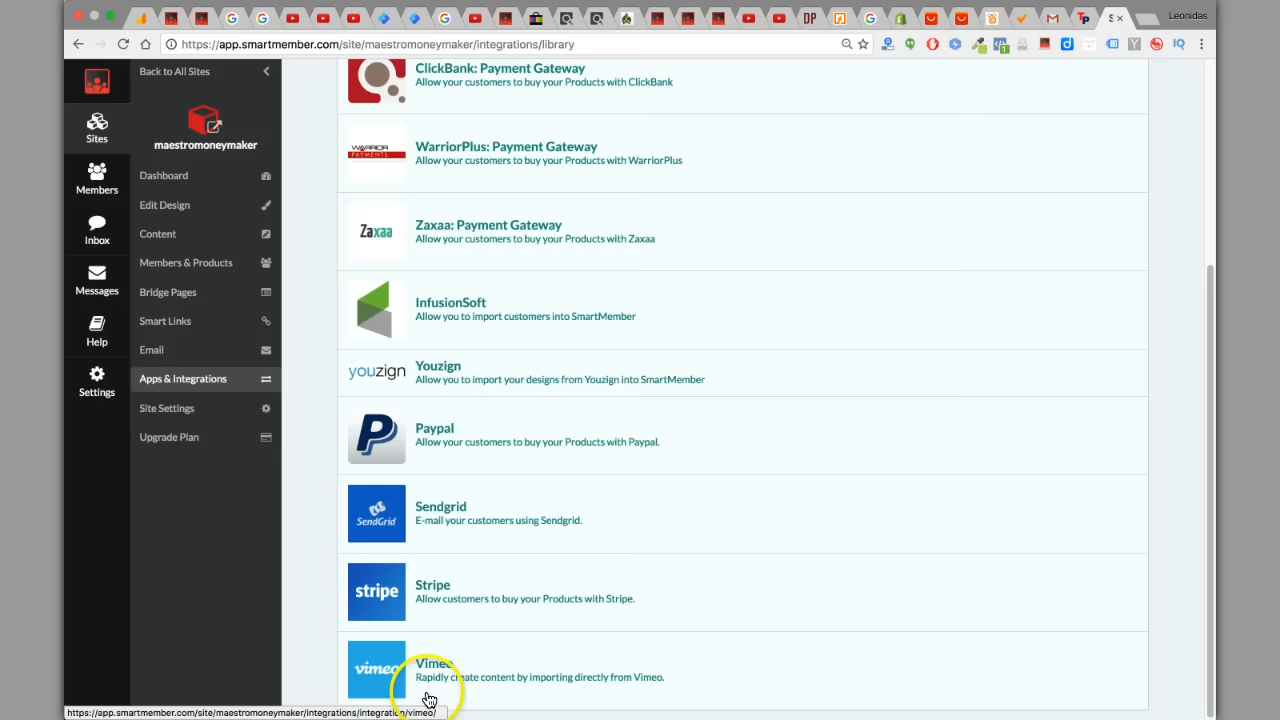 Leonidas
https://app.smartmember.com/site/maestromoneymaker/integrations/library
Back to All Sites
maestromoneymaker
Sites
Members
Inbox
Messages
Help
Settings
Dashboard
Edit Design
Content
Members & Products
Bridge Pages
Smart Links
Email
Apps & Integrations
Site Settings
Upgrade Plan
ClickBank: Payment Gateway
Allow your customers to buy your Products with ClickBank
WARRIOR
PAYMENTS
WarriorPlus: Payment Gateway
Allow your customers to buy your Products with WarriorPlus
Zaxaa
Zaxaa: Payment Gateway
Allow your customers to buy your Products with Zaxaa
InfusionSoft
Allow you to import customers into SmartMember
youzign
Youzign
Allow you to import your designs from Youzign into SmartMember
Paypal
Allow your customers to buy your Products with Paypal.
SendGrid
Sendgrid
E-mail your customers using Sendgrid.
stripe
Stripe
Allow customers to buy your Products with Stripe.
vimeo
Vimeo
Rapidly create content by importing directly from Vimeo.
https://app.smartmember.com/site/maestromoneymaker/integrations/integration/vimeo/